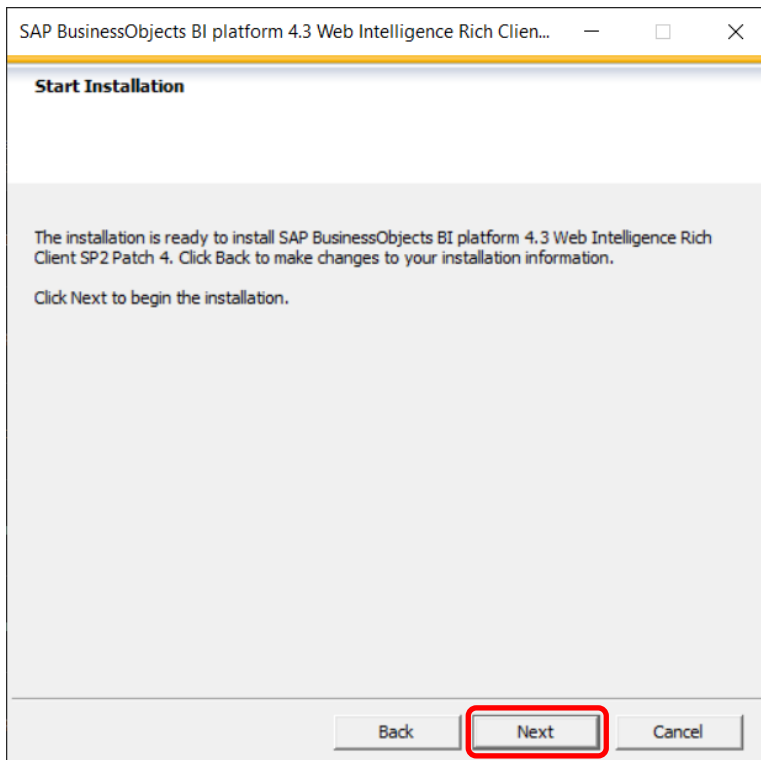 SAP BusinessObjects BI platform 4.3 Web Intelligence Rich Clien...
Start Installation
The installation is ready to install SAP BusinessObjects BI platform 4.3 Web Intelligence Rich
Client SP2 Patch 4. Click Back to make changes to your installation information.
Click Next to begin the installation.
Back
Next
Cancel